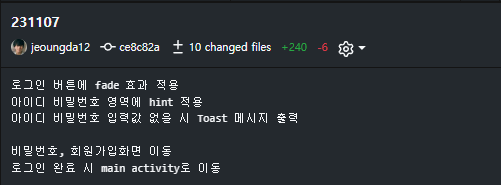 231107
jeoungda12 ce8c82a 10 changed files +240 -6
로그인 버튼에 fade 효과 적용
아이디 비밀번호 영역에 hint 적용
아이디 비밀번호 입력값 없을 시 Toast 메시지 출력
비밀번호, 회원가입화면 이동
로그인 완료 시 main activity로 이동